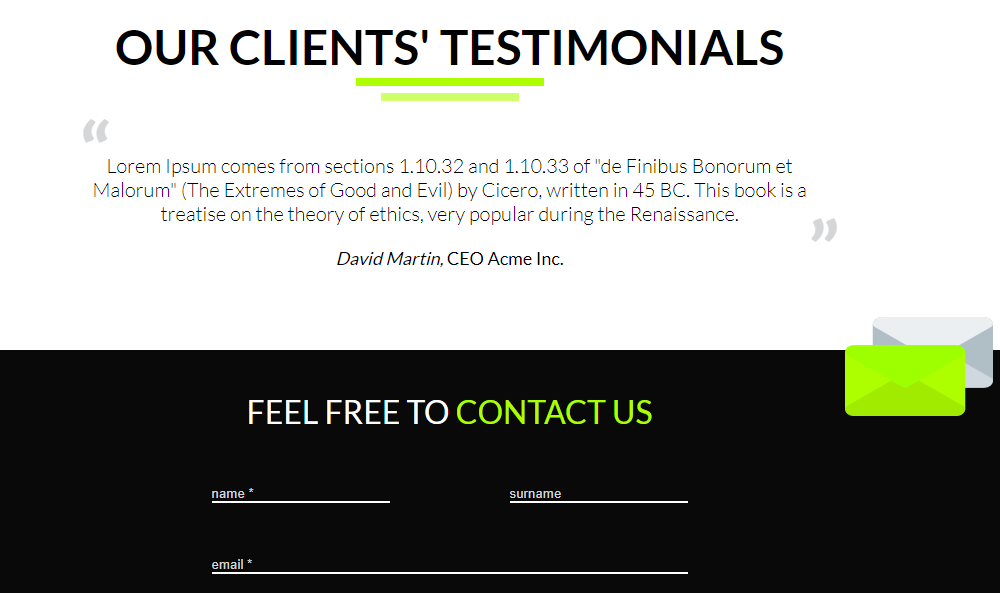 OUR CLIENTS' TESTIMONIALS
“
Lorem Ipsum comes from sections 1.10.32 and 1.10.33 of "de Finibus Bonorum et
Malorum" (The Extremes of Good and Evil) by Cicero, written in 45 BC. This book is a
treatise on the theory of ethics, very popular during the Renaissance.
”
David Martin, CEO Acme Inc.
FEEL FREE TO CONTACT US
name * surname
email *